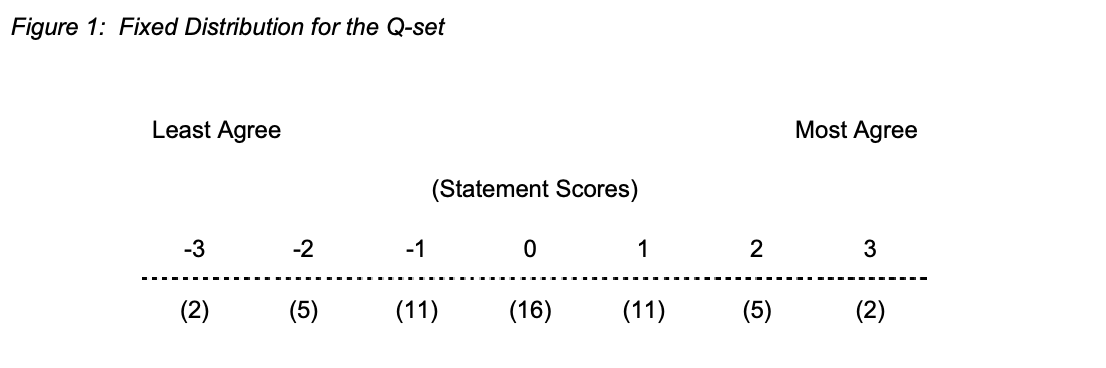 Figure 1:  Fixed Distribution for the Q-set
Least Agree Most Agree
(Statement Scores)
-3 -2 -1 0 1 2 3
(2) (5) (11) (16) (11) (5) (2)